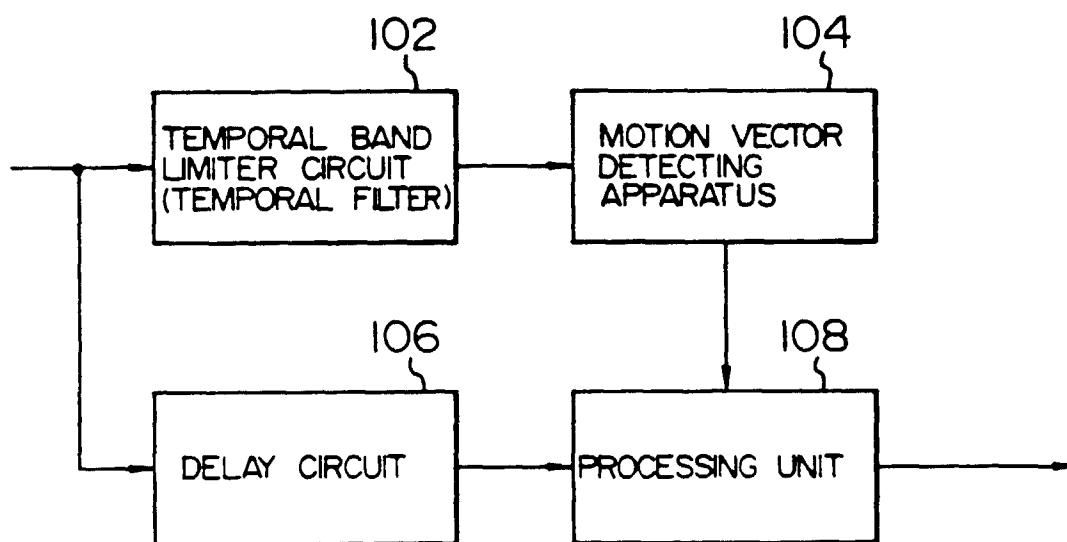 102
104
TEMPORAL BAND
LIMITER CIRCUIT
(TEMPORAL FILTER)
MOTION VECTOR
DETECTING
APPARATUS
106
108
DELAY CIRCUIT
PROCESSING UNIT